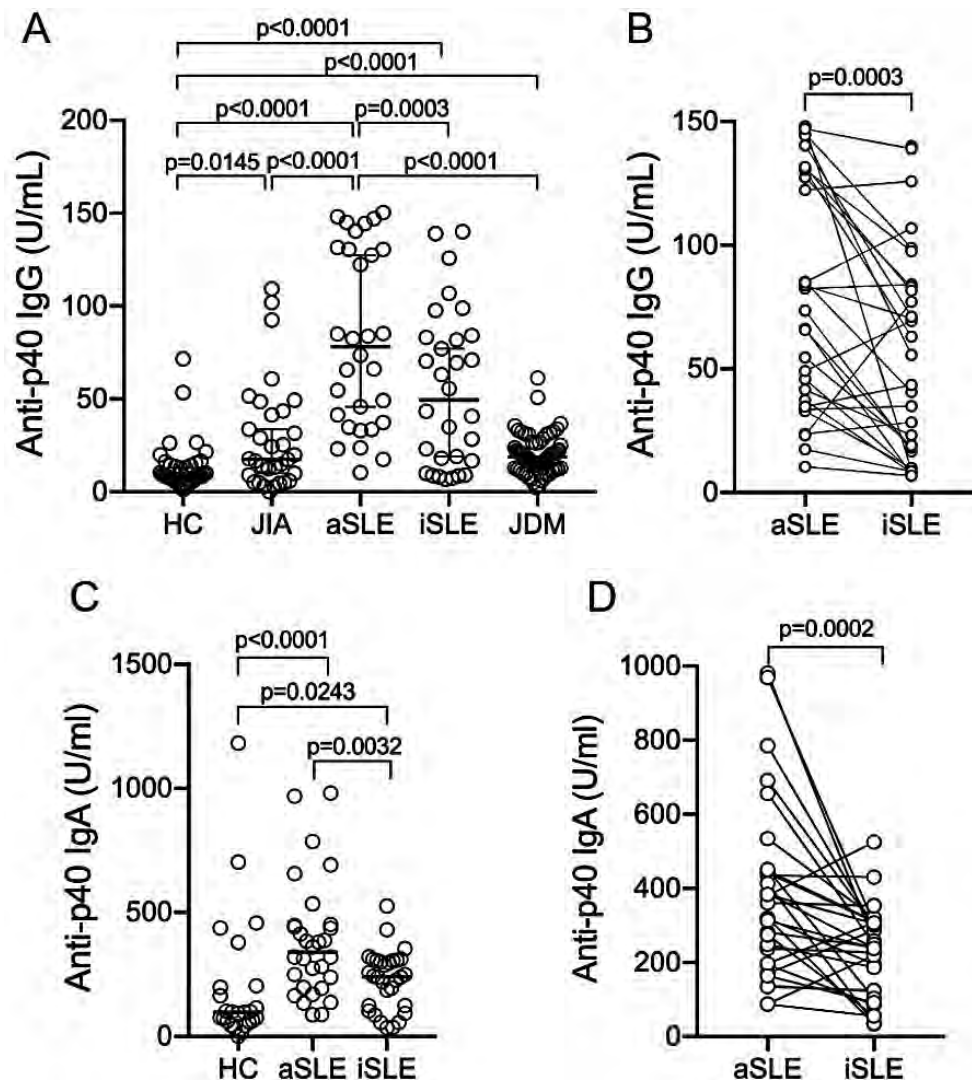 A
p<0.0001
p<0.0001
p<0.0001 p=0.0003
p=0.0145 p<0.0001 p<0.0001
Anti-p40 IgG (U/mL)
200
150
100
50
0
HC JIA aSLE iSLE JDM
B
p=0.0003
Anti-p40 IgG (U/mL)
150
100
50
0
aSLE iSLE
C
p<0.0001
p=0.0243
p=0.0032
Anti-p40 IgA (U/ml)
1500
1000
500
0
HC aSLE iSLE
D
p=0.0002
Anti-p40 IgA (U/ml)
1000
800
600
400
200
0
aSLE iSLE